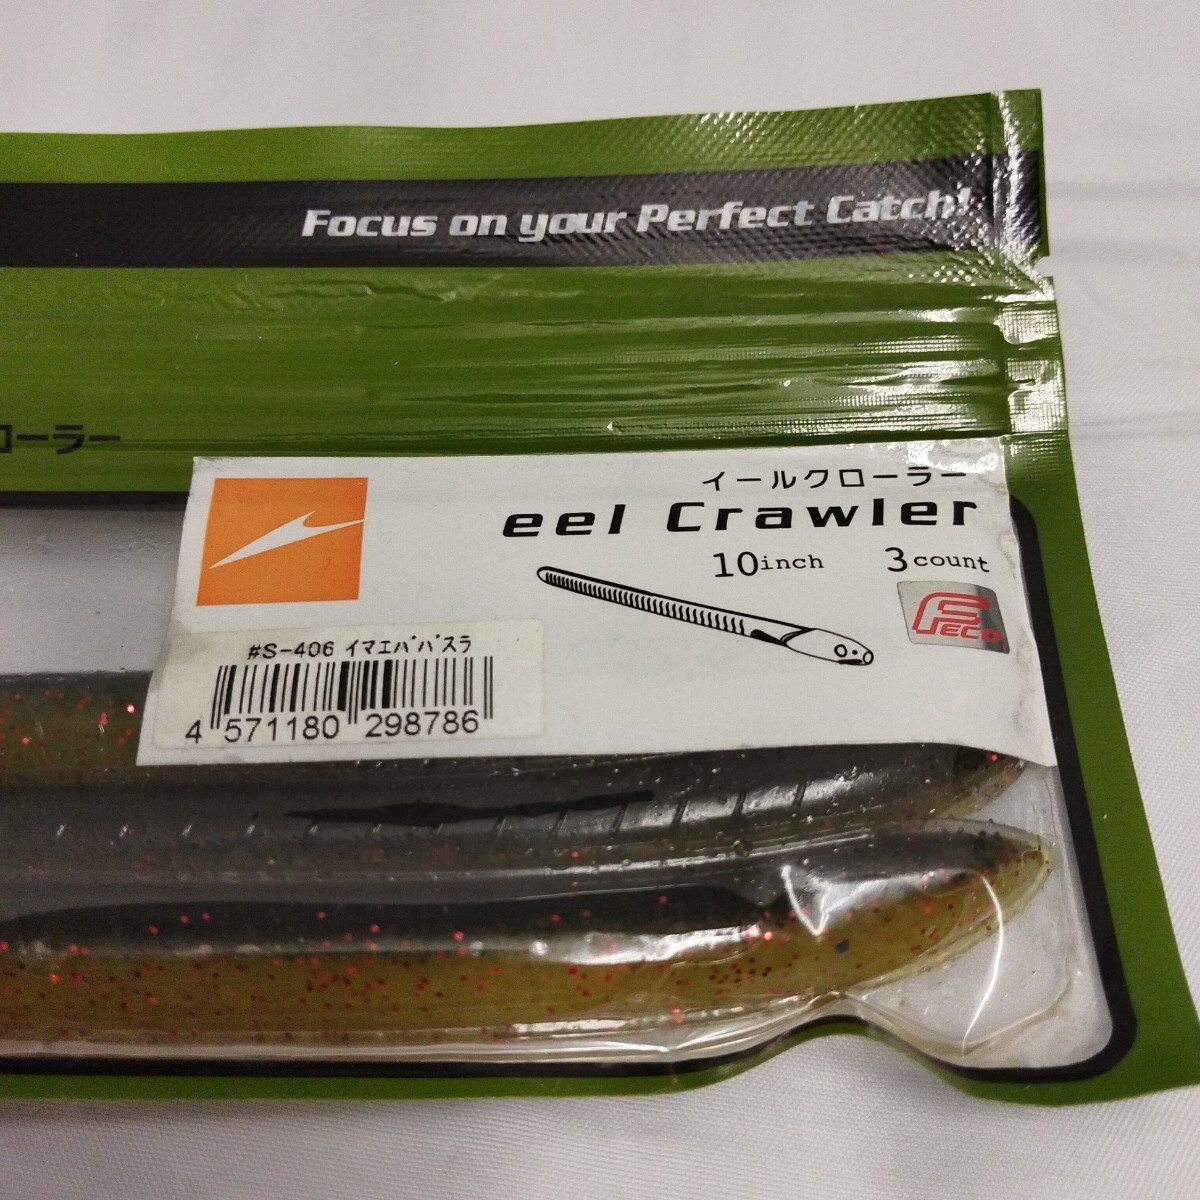 Focus on your Perfect Catch!
ローラー
イールクローラー
eel Crawler
10inch 3count
FECO
#S-406 イマエババスラ
4 571180 298786